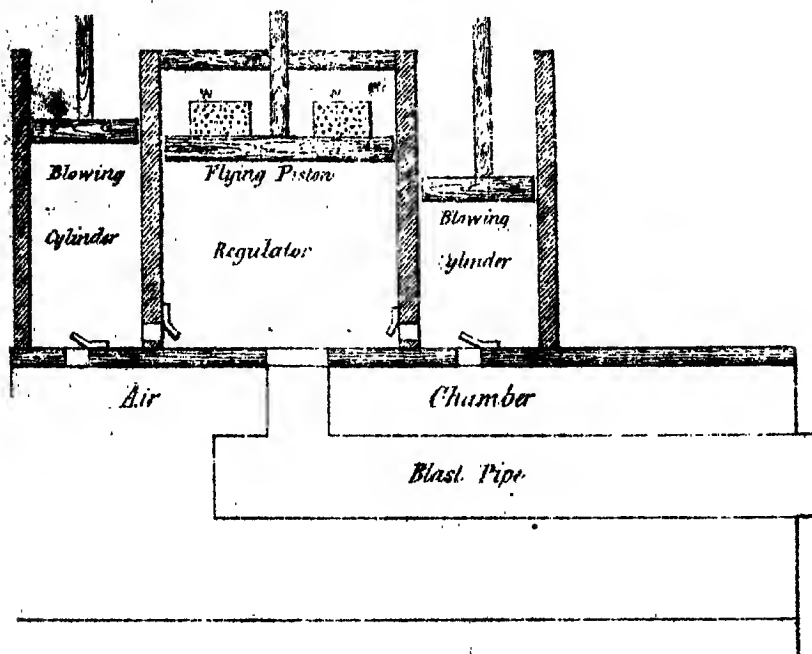 W
Blowing
Cylinder
Flying Piston
Regulator
Blowing
Cylinder
Air Chamber
Blast Pipe